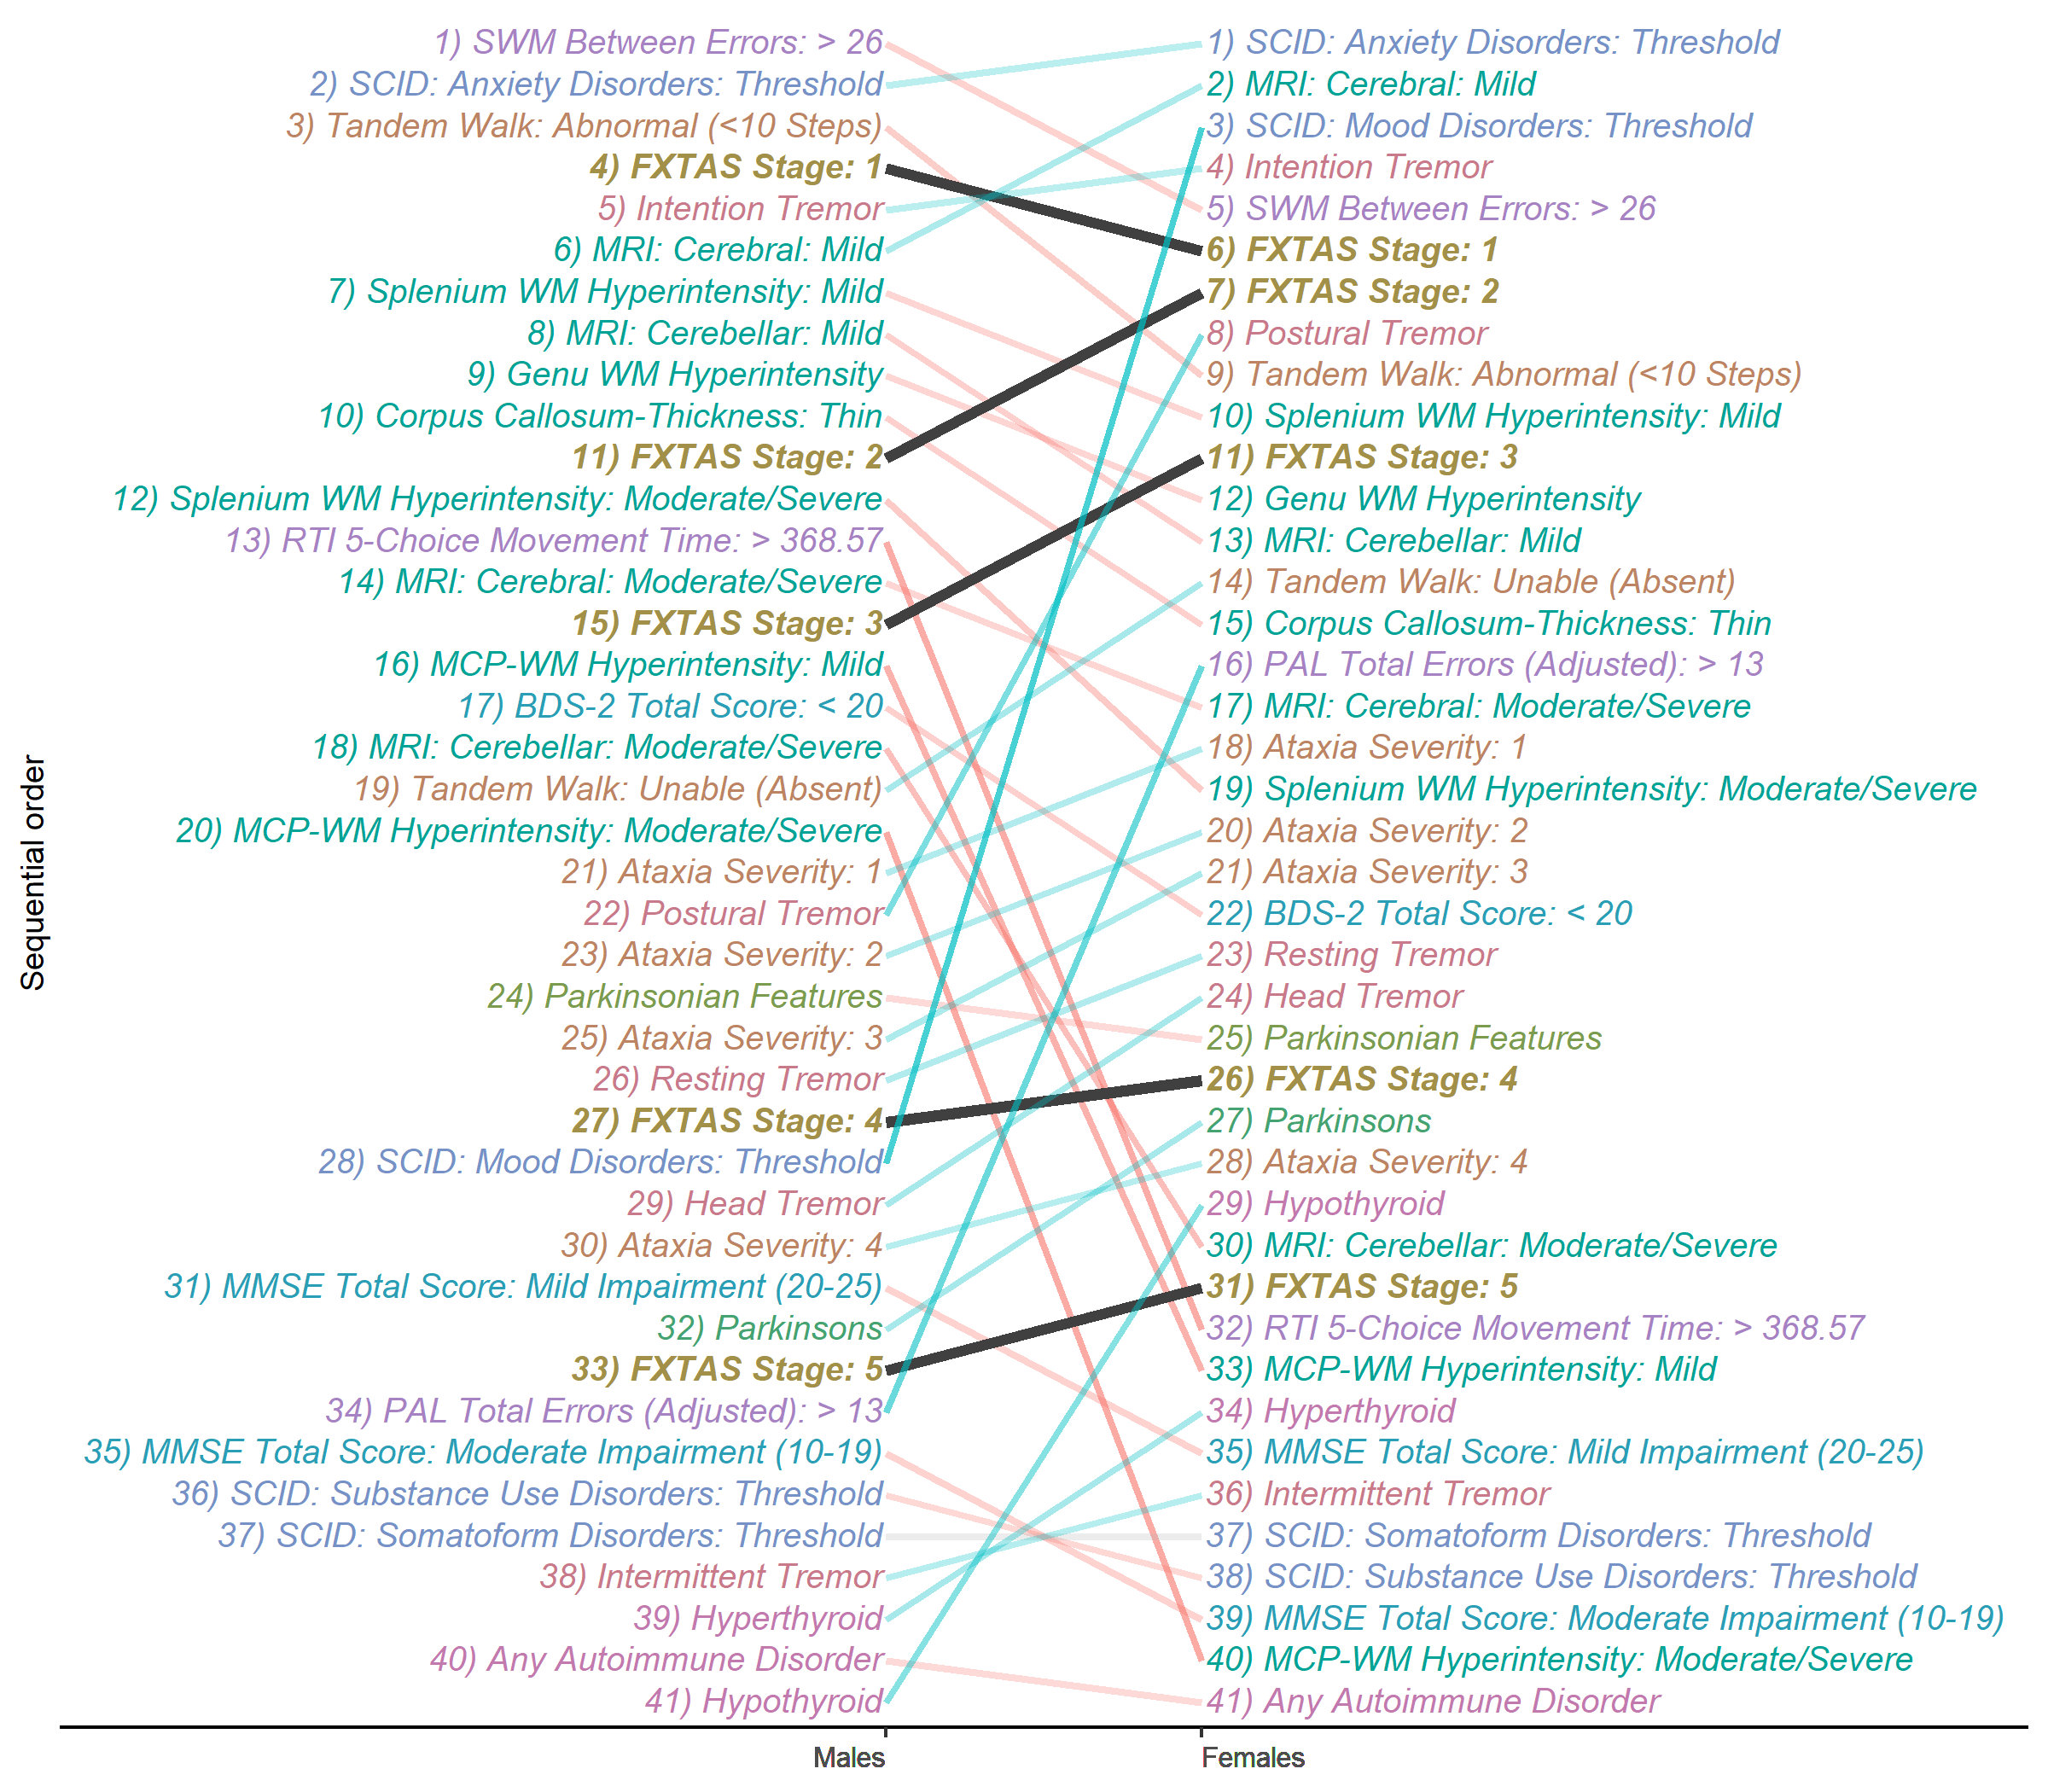 Sequential order
1) SWM Between Errors: > 26
2) SCID: Anxiety Disorders: Threshold
3) Tandem Walk: Abnormal (<10 Steps)
4) FXTAS Stage: 1
5) Intention Tremor
6) MRI: Cerebral: Mild
7) Splenium WM Hyperintensity: Mild
8) MRI: Cerebellar: Mild
9) Genu WM Hyperintensity
10) Corpus Callosum-Thickness: Thin
11) FXTAS Stage: 2
12) Splenium WM Hyperintensity: Moderate/Severe
13) RTI 5-Choice Movement Time: > 368.57
14) MRI: Cerebral: Moderate/Severe
15) FXTAS Stage: 3
16) MCP-WM Hyperintensity: Mild
17) BDS-2 Total Score: < 20
18) MRI: Cerebellar: Moderate/Severe
19) Tandem Walk: Unable (Absent)
20) MCP-WM Hyperintensity: Moderate/Severe
21) Ataxia Severity: 1
22) Postural Tremor
23) Ataxia Severity: 2
24) Parkinsonian Features
25) Ataxia Severity: 3
26) Resting Tremor
27) FXTAS Stage: 4
28) SCID: Mood Disorders: Threshold
29) Head Tremor
30) Ataxia Severity: 4
31) MMSE Total Score: Mild Impairment (20-25)
32) Parkinsons
33) FXTAS Stage: 5
34) PAL Total Errors (Adjusted): > 13
35) MMSE Total Score: Moderate Impairment (10-19)
36) SCID: Substance Use Disorders: Threshold
37) SCID: Somatoform Disorders: Threshold
38) Intermittent Tremor
39) Hyperthyroid
40) Any Autoimmune Disorder
41) Hypothyroid
Males
1) SCID: Anxiety Disorders: Threshold
2) MRI: Cerebral: Mild
3) SCID: Mood Disorders: Threshold
4) Intention Tremor
5) SWM Between Errors: > 26
6) FXTAS Stage: 1
7) FXTAS Stage: 2
8) Postural Tremor
9) Tandem Walk: Abnormal (<10 Steps)
10) Splenium WM Hyperintensity: Mild
11) FXTAS Stage: 3
12) Genu WM Hyperintensity
13) MRI: Cerebellar: Mild
14) Tandem Walk: Unable (Absent)
15) Corpus Callosum-Thickness: Thin
16) PAL Total Errors (Adjusted): > 13
17) MRI: Cerebral: Moderate/Severe
18) Ataxia Severity: 1
19) Splenium WM Hyperintensity: Moderate/Severe
20) Ataxia Severity: 2
21) Ataxia Severity: 3
22) BDS-2 Total Score: < 20
23) Resting Tremor
24) Head Tremor
25) Parkinsonian Features
26) FXTAS Stage: 4
27) Parkinsons
28) Ataxia Severity: 4
29) Hypothyroid
30) MRI: Cerebellar: Moderate/Severe
31) FXTAS Stage: 5
32) RTI 5-Choice Movement Time: > 368.57
33) MCP-WM Hyperintensity: Mild
34) Hyperthyroid
35) MMSE Total Score: Mild Impairment (20-25)
36) Intermittent Tremor
37) SCID: Somatoform Disorders: Threshold
38) SCID: Substance Use Disorders: Threshold
39) MMSE Total Score: Moderate Impairment (10-19)
40) MCP-WM Hyperintensity: Moderate/Severe
41) Any Autoimmune Disorder
Females